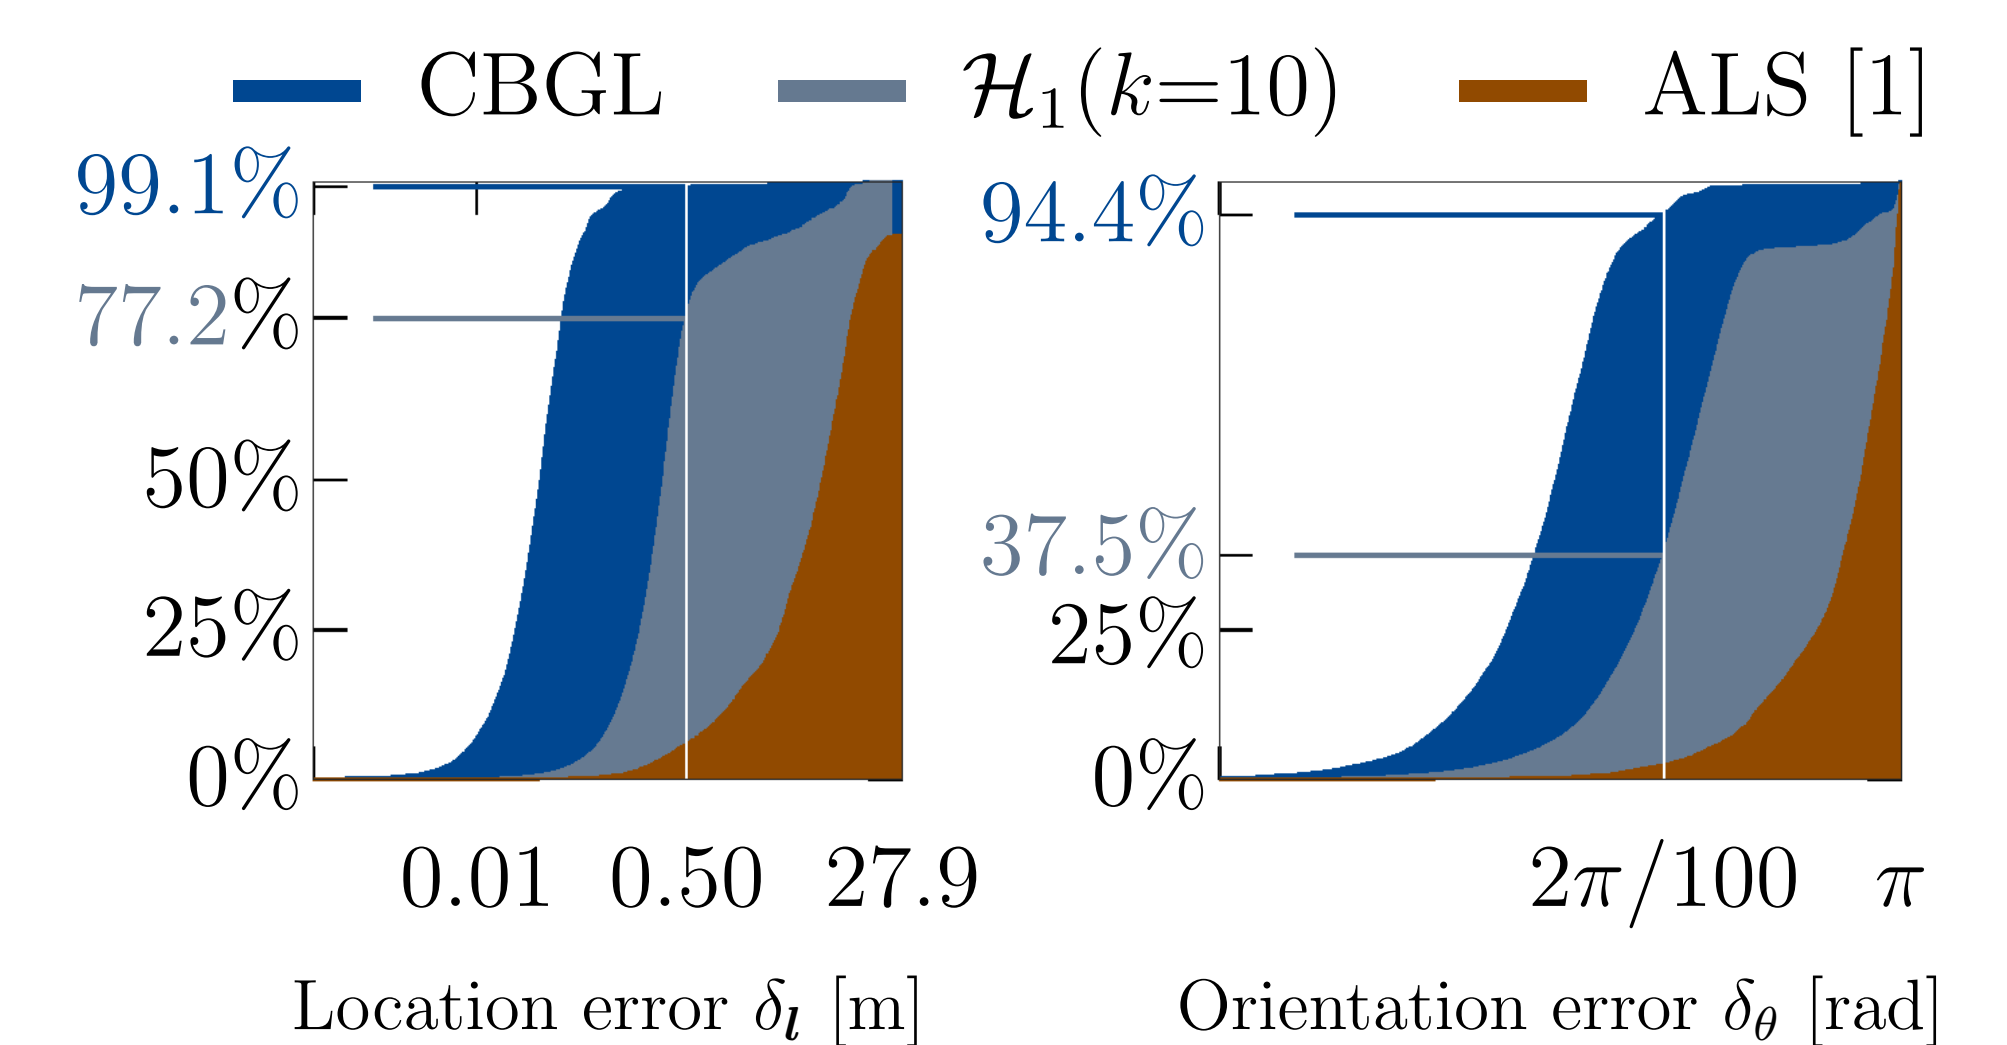 CBGL ℋ₁(k=10) ALS [1]
99.1%
77.2%
50%
25%
0%
0.01 0.50 27.9
Location error δₗ [m]
94.4%
37.5%
25%
0%
2π/100 π
Orientation error δ_θ [rad]